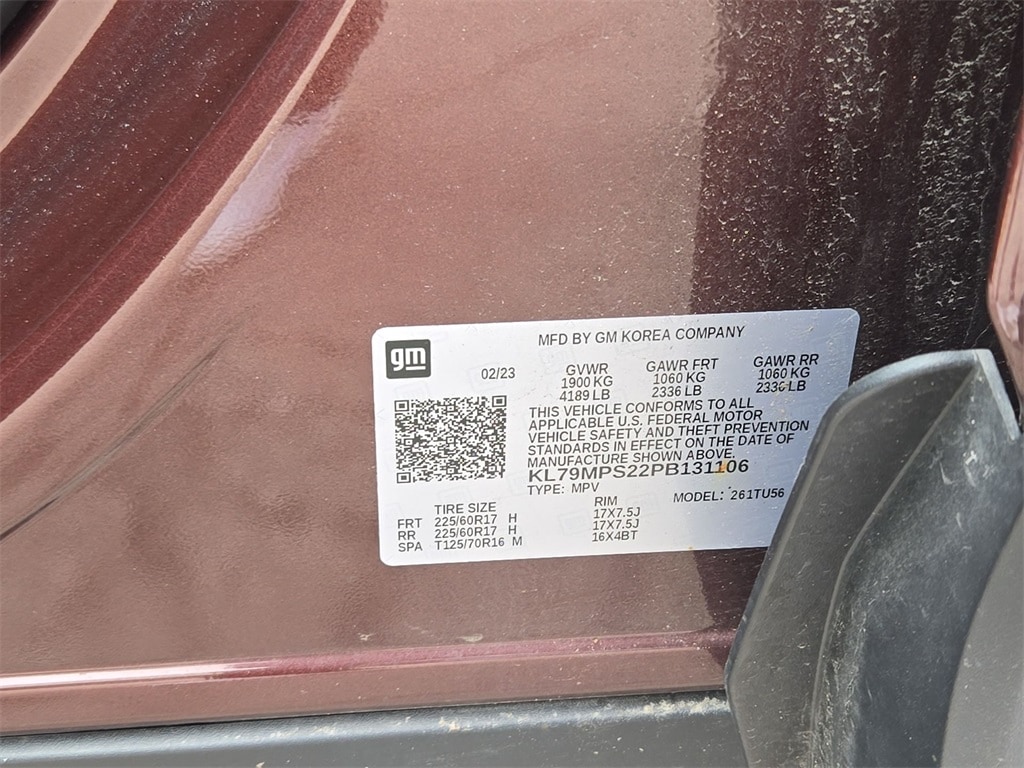 MFD BY GM KOREA COMPANY
gm
02/23
GVWR GAWR FRT GAWR RR
1900 KG 1060 KG 1060 KG
4189 LB 2336 LB 2336 LB
THIS VEHICLE CONFORMS TO ALL
APPLICABLE U.S. FEDERAL MOTOR
VEHICLE SAFETY AND THEFT PREVENTION
STANDARDS IN EFFECT ON THE DATE OF
MANUFACTURE SHOWN ABOVE.
KL79MPS22PB131106
TYPE: MPV MODEL: 261TU56
TIRE SIZE RIM
FRT 225/60R17 H 17X7.5J
RR 225/60R17 H 17X7.5J
SPA T125/70R16 M 16X4BT